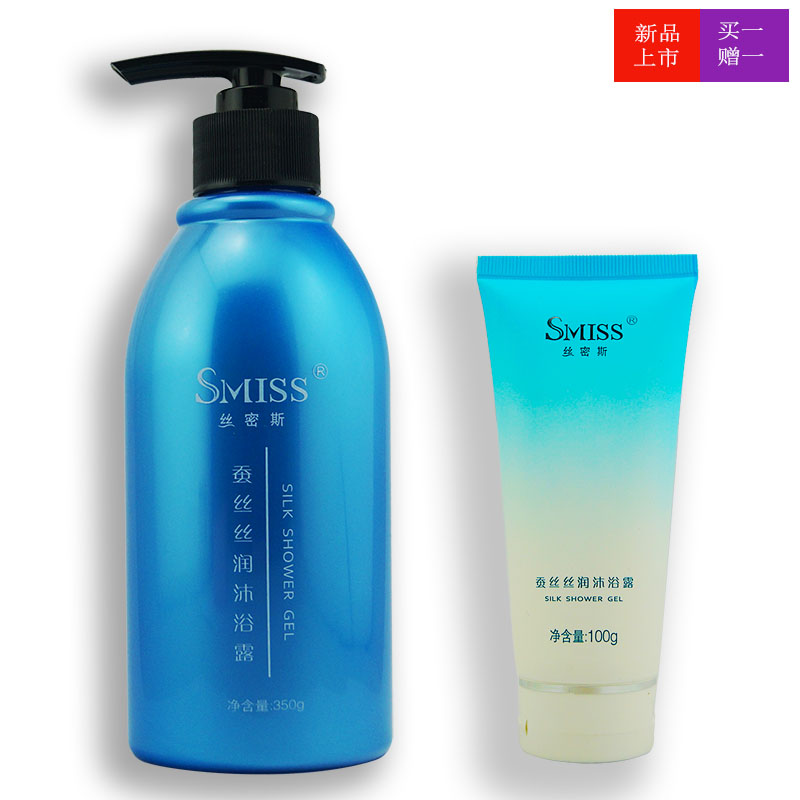 新品
上市
买一
赠一
SMISS®
丝密斯
蚕丝丝润沐浴露
SILK SHOWER GEL
净含量:350g
SMISS®
丝密斯
蚕丝丝润沐浴露
SILK SHOWER GEL
净含量:100g